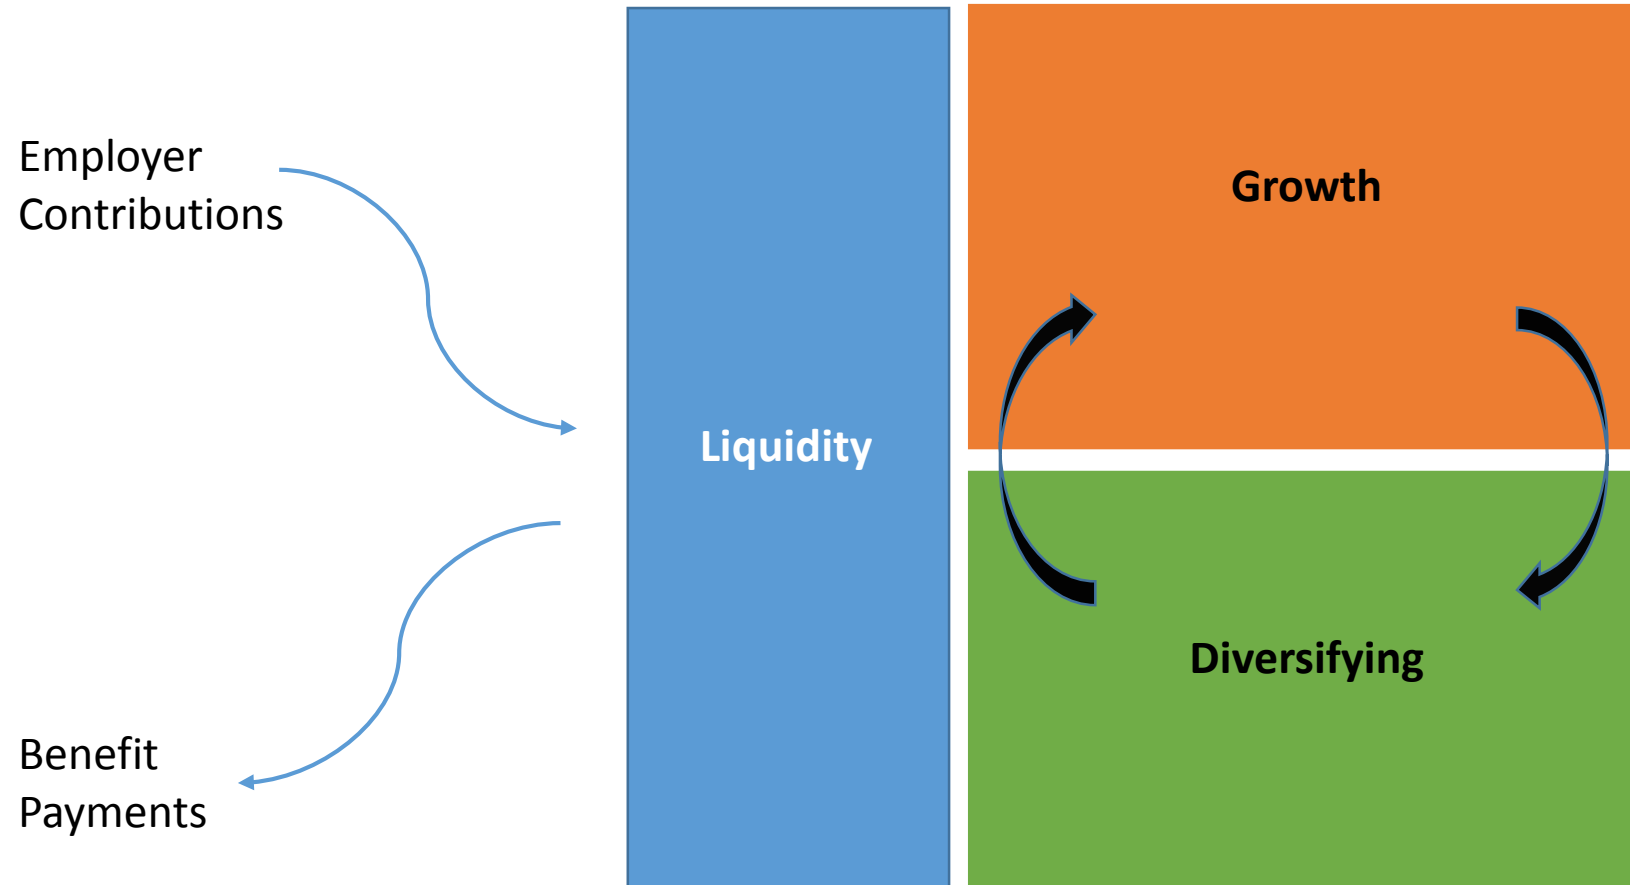 Employer
Contributions
Growth
Liquidity
Diversifying
Benefit
Payments